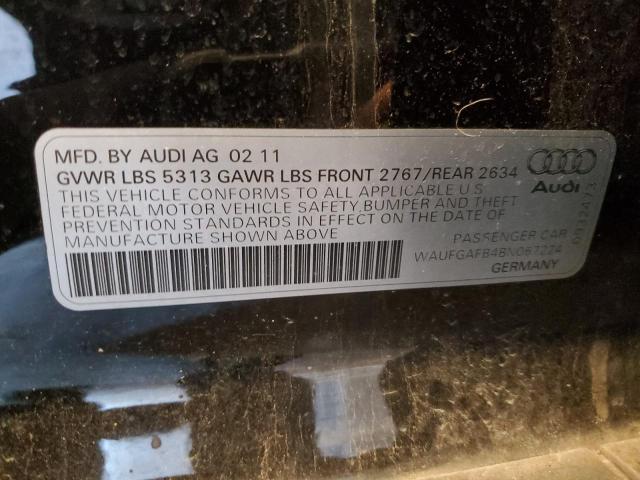 MFD. BY AUDI AG 02 11
GVWR LBS 5313 GAWR LBS FRONT 2767/REAR 2634
THIS VEHICLE CONFORMS TO ALL APPLICABLE U.S
FEDERAL MOTOR VEHICLE SAFETY,BUMPER AND THEFT
PREVENTION STANDARDS IN EFFECT ON THE DATE OF
MANUFACTURE SHOWN ABOVE
PASSENGER CAR
WAUFGAFB4BN067224
GERMANY
Audi